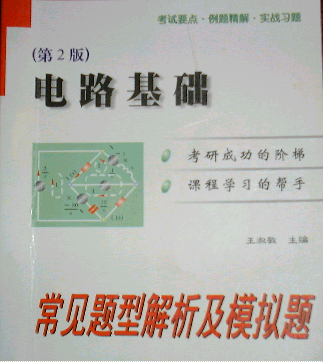 考试要点·例题精解·实战习题
(第2版)
电路基础
考研成功的阶梯
课程学习的帮手
王淑敏 主编
常见题型解析及模拟题